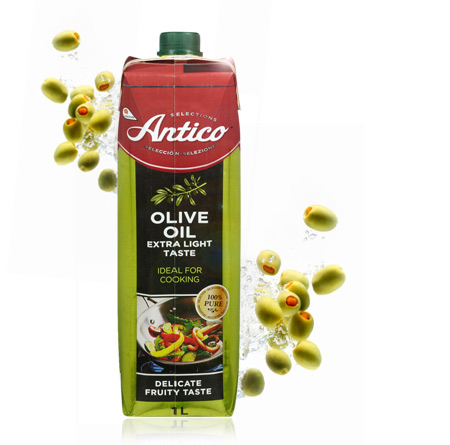 SELECTIONS
Antico
SELECCIÓN·SELEZIONE
OLIVE
OIL
EXTRA LIGHT
TASTE
IDEAL FOR
COOKING
100%
PURE
DELICATE
FRUITY TASTE
1L